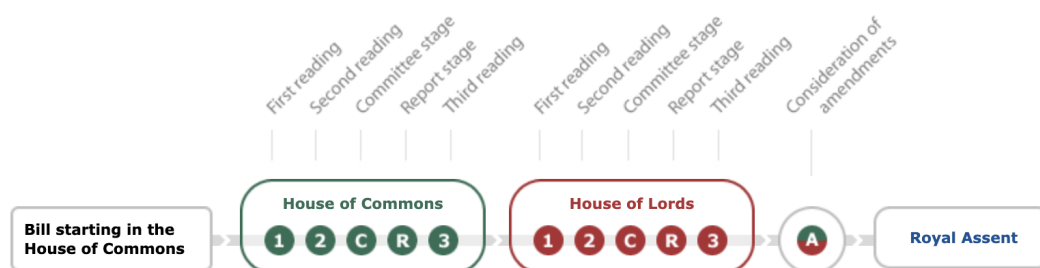 First reading
Second reading
Committee stage
Report stage
Third reading
First reading
Second reading
Committee stage
Report stage
Third reading
Consideration of
amendments
Bill starting in the
House of Commons
House of Commons
1 2 C R 3
House of Lords
1 2 C R 3
A
Royal Assent